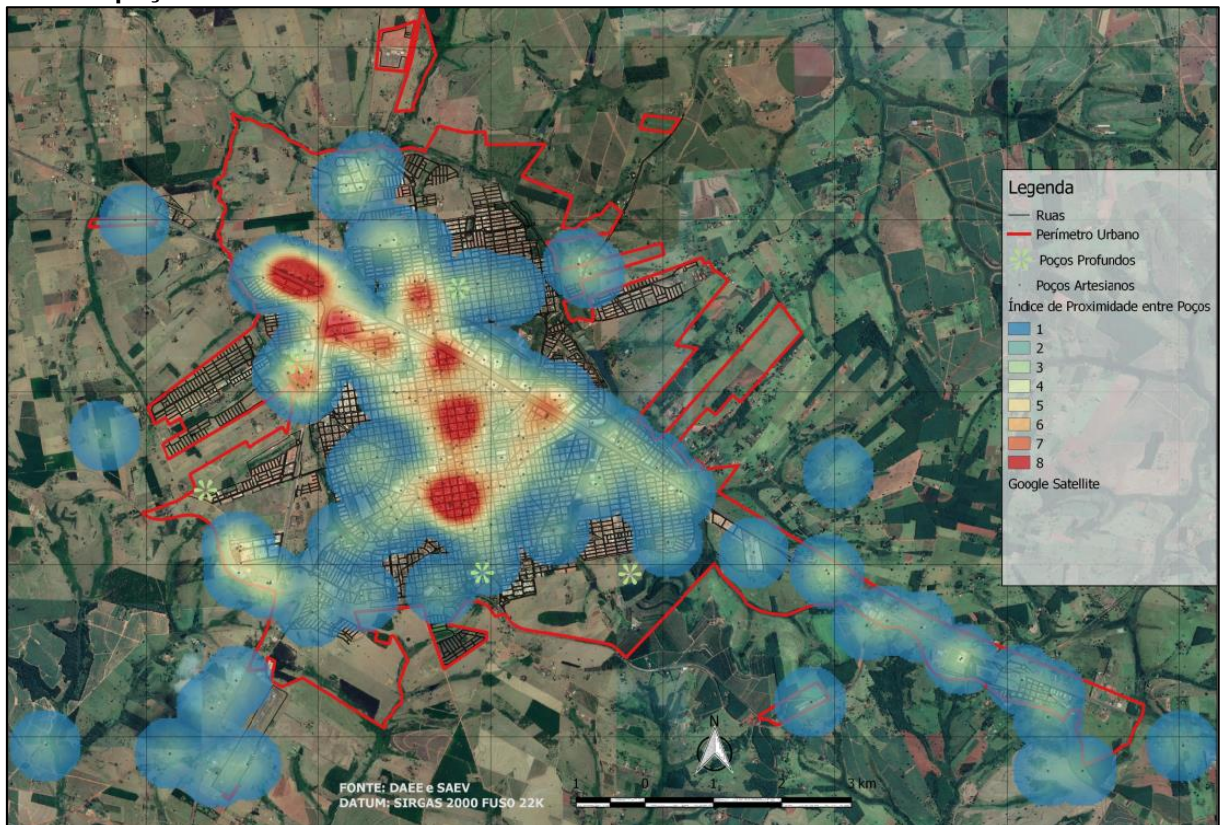 Legenda
Ruas
Perímetro Urbano
Poços Profundos
Poços Artesianos
Índice de Proximidade entre Poços
1
2
3
4
5
6
7
8
Google Satellite
N
FONTE: DAEE e SAEV
DATUM: SIRGAS 2000 FUSO 22K
1 0 1 2 3 km